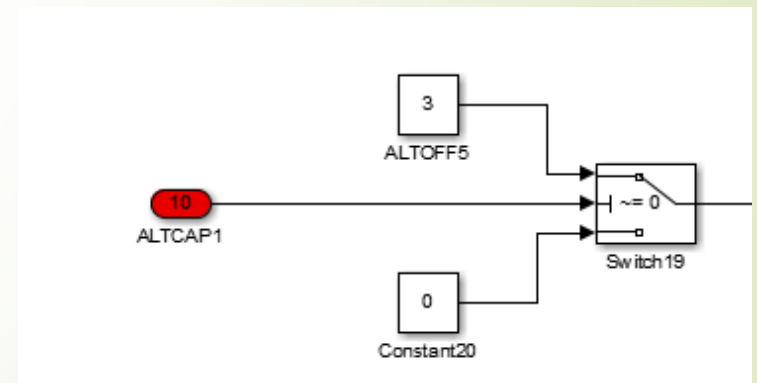 3
ALTOFF5
10
ALTCAP1
~= 0
Switch19
0
Constant20